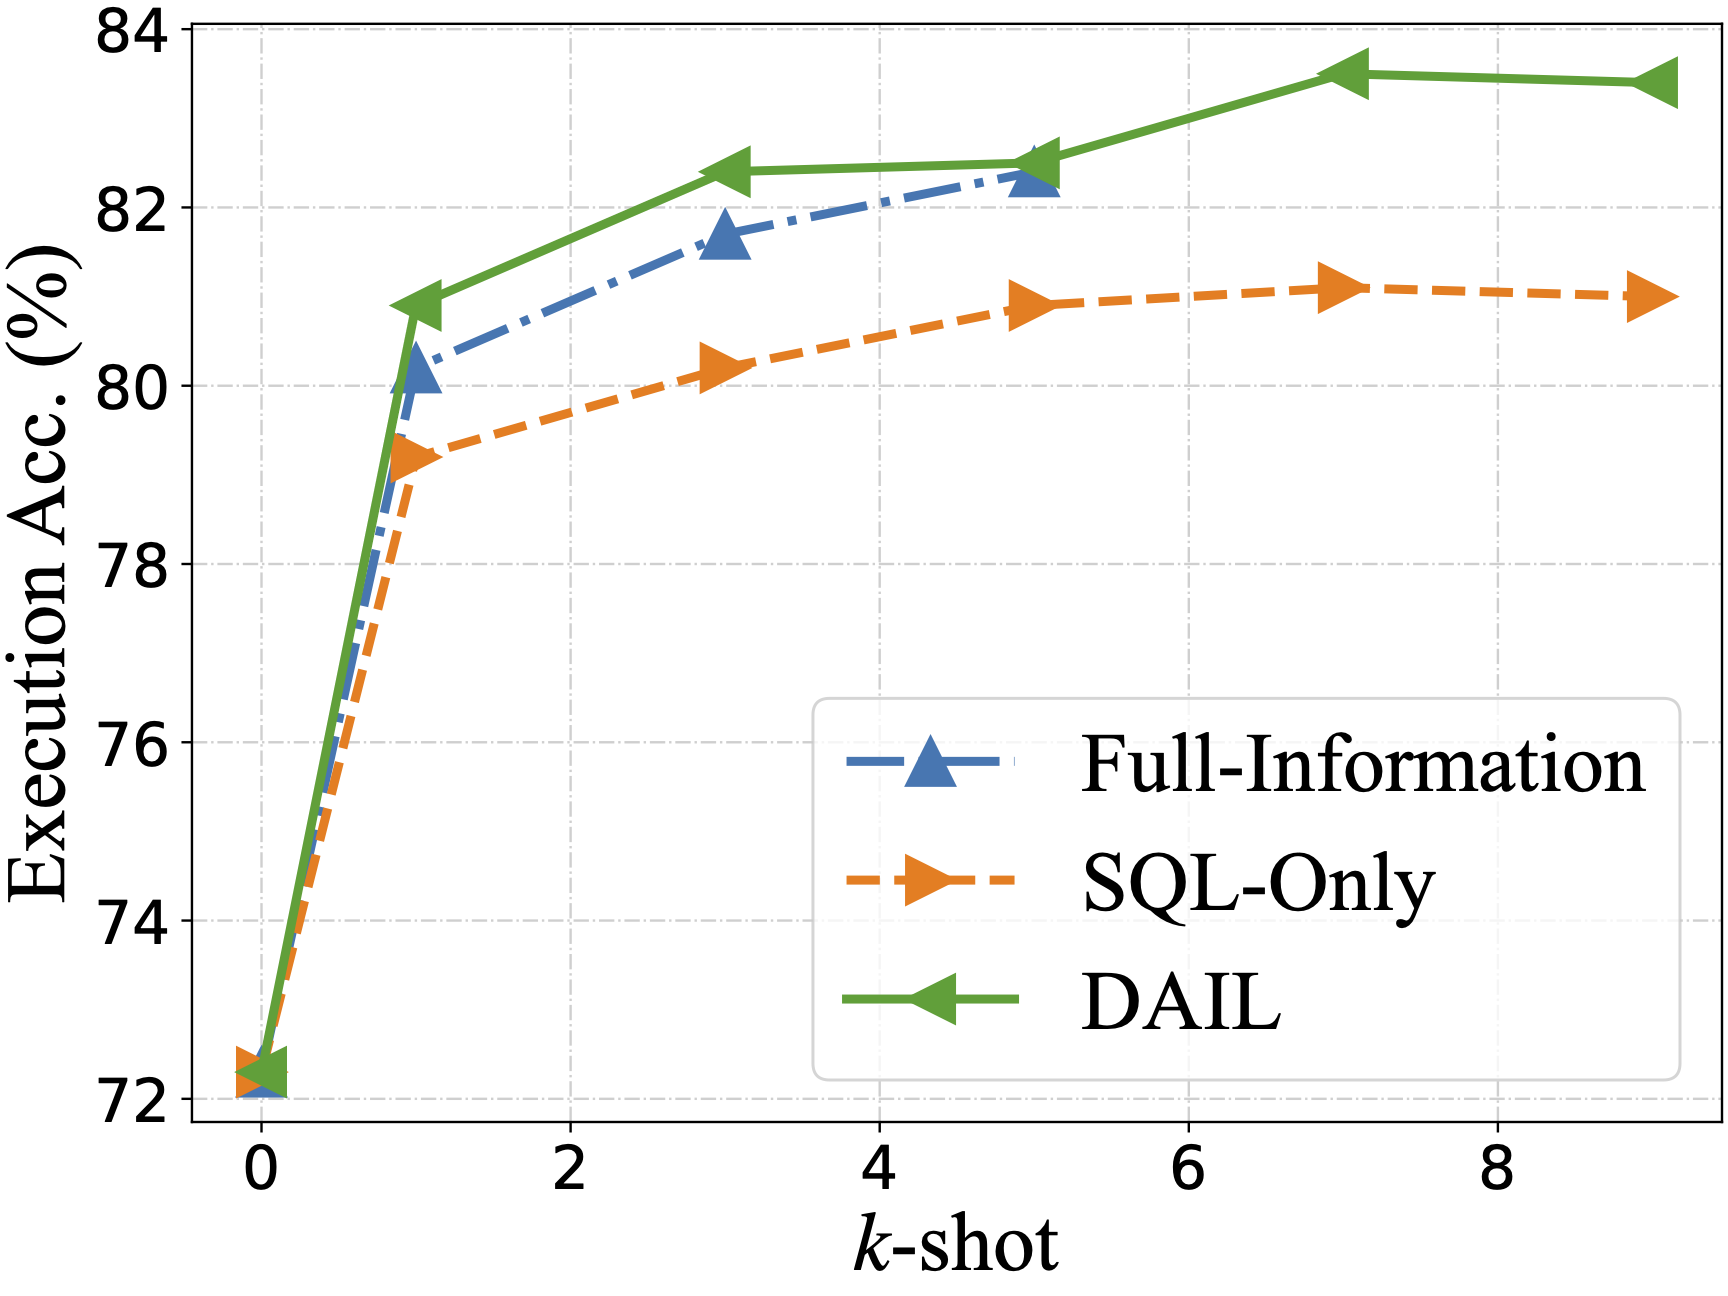 84
82
80
78
76
74
72
Execution Acc. (%)
Full-Information
SQL-Only
DAIL
0 2 4 6 8
k-shot